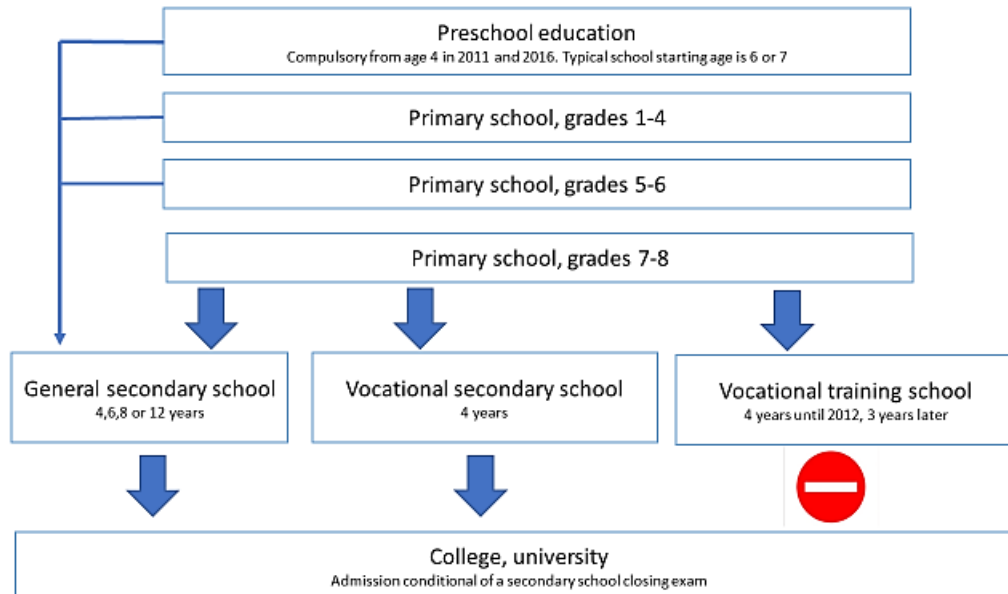 Preschool education
Compulsory from age 4 in 2011 and 2016. Typical school starting age is 6 or 7
Primary school, grades 1-4
Primary school, grades 5-6
Primary school, grades 7-8
General secondary school
4,6,8 or 12 years
Vocational secondary school
4 years
Vocational training school
4 years until 2012, 3 years later
College, university
Admission conditional of a secondary school closing exam